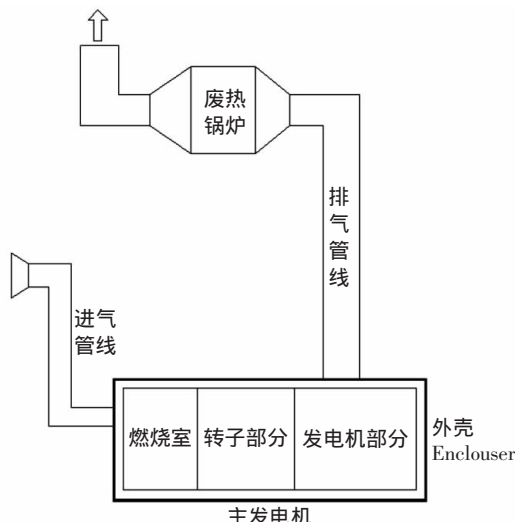 废热
锅炉
排
气
管
线
进气
管线
燃烧室 转子部分 发电机部分
外壳
Enclouser
主发电机